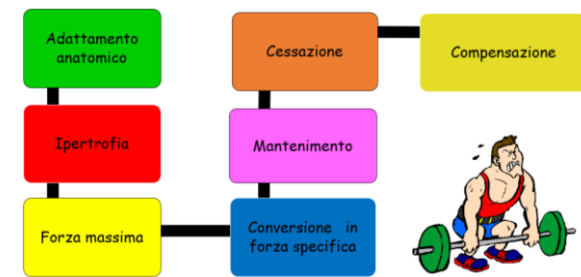 Adattamento
anatomico
Ipertrofia
Forza massima
Conversione in
forza specifica
Mantenimento
Cessazione
Compensazione